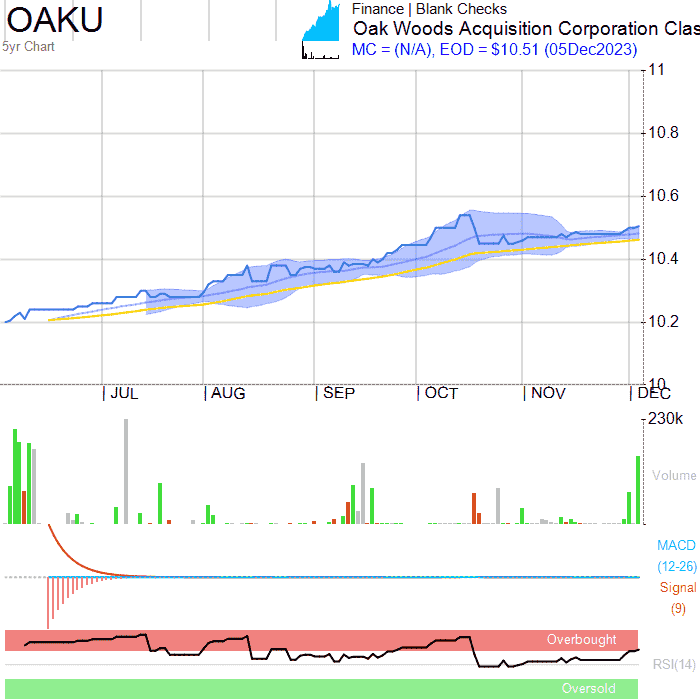 OAKU
5yr Chart
Finance | Blank Checks
Oak Woods Acquisition Corporation Clas
MC = (N/A), EOD = $10.51 (05Dec2023)
11
10.8
10.6
10.4
10.2
10
JUL AUG SEP OCT NOV DEC
230k
Volume
MACD
(12-26)
Signal
(9)
Overbought
RSI(14)
Oversold